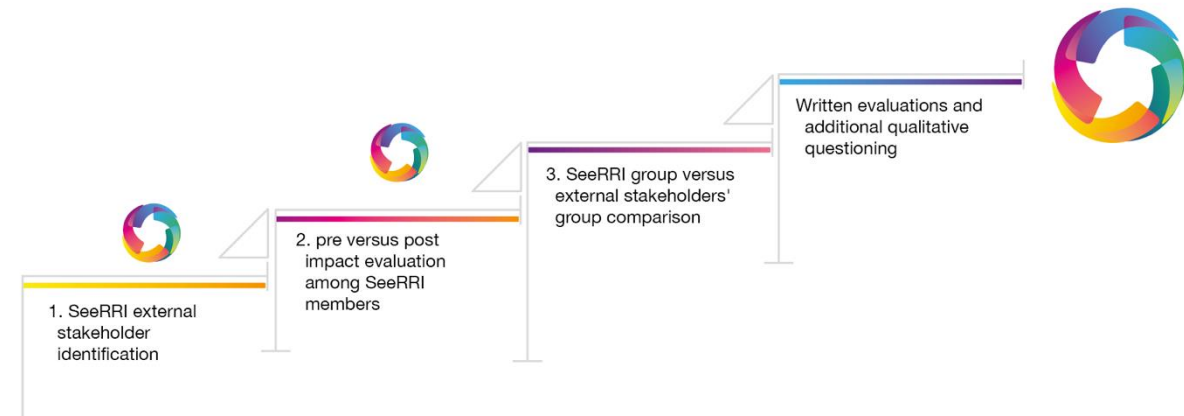 1. SeeRRI external
stakeholder
identification
2. pre versus post
impact evaluation
among SeeRRI
members
3. SeeRRI group versus
external stakeholders'
group comparison
Written evaluations and
additional qualitative
questioning